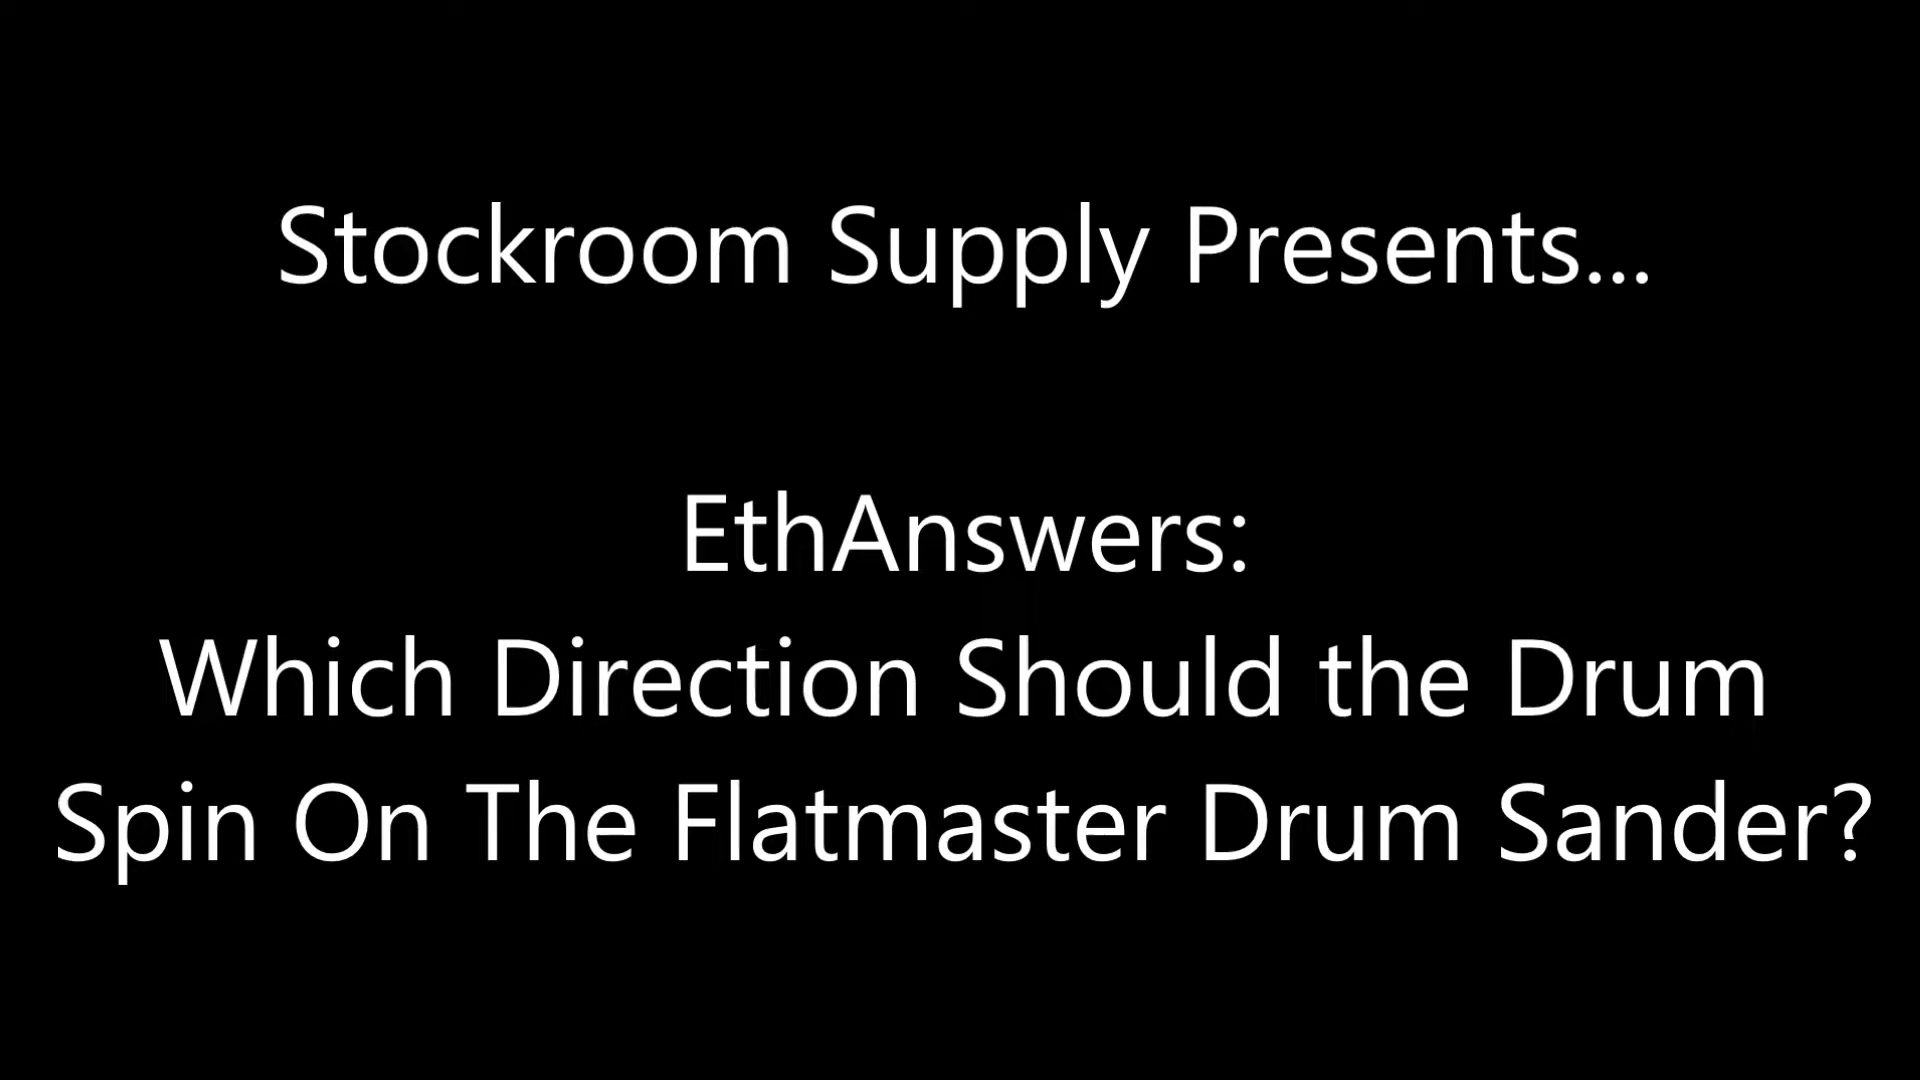 Stockroom Supply Presents...
EthAnswers:
Which Direction Should the Drum
Spin On The Flatmaster Drum Sander?